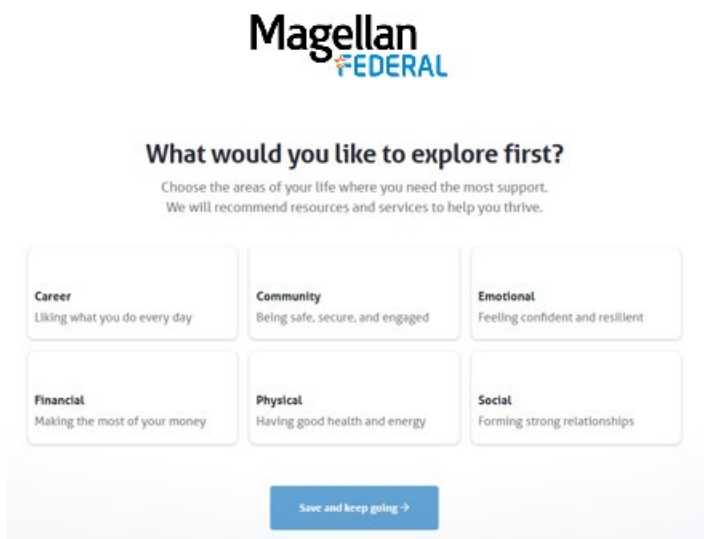 Magellan
FEDERAL
What would you like to explore first?
Choose the areas of your life where you need the most support.
We will recommend resources and services to help you thrive.
Career
Liking what you do every day
Community
Being safe, secure, and engaged
Emotional
Feeling confident and resilient
Financial
Making the most of your money
Physical
Having good health and energy
Social
Forming strong relationships
Save and keep going →